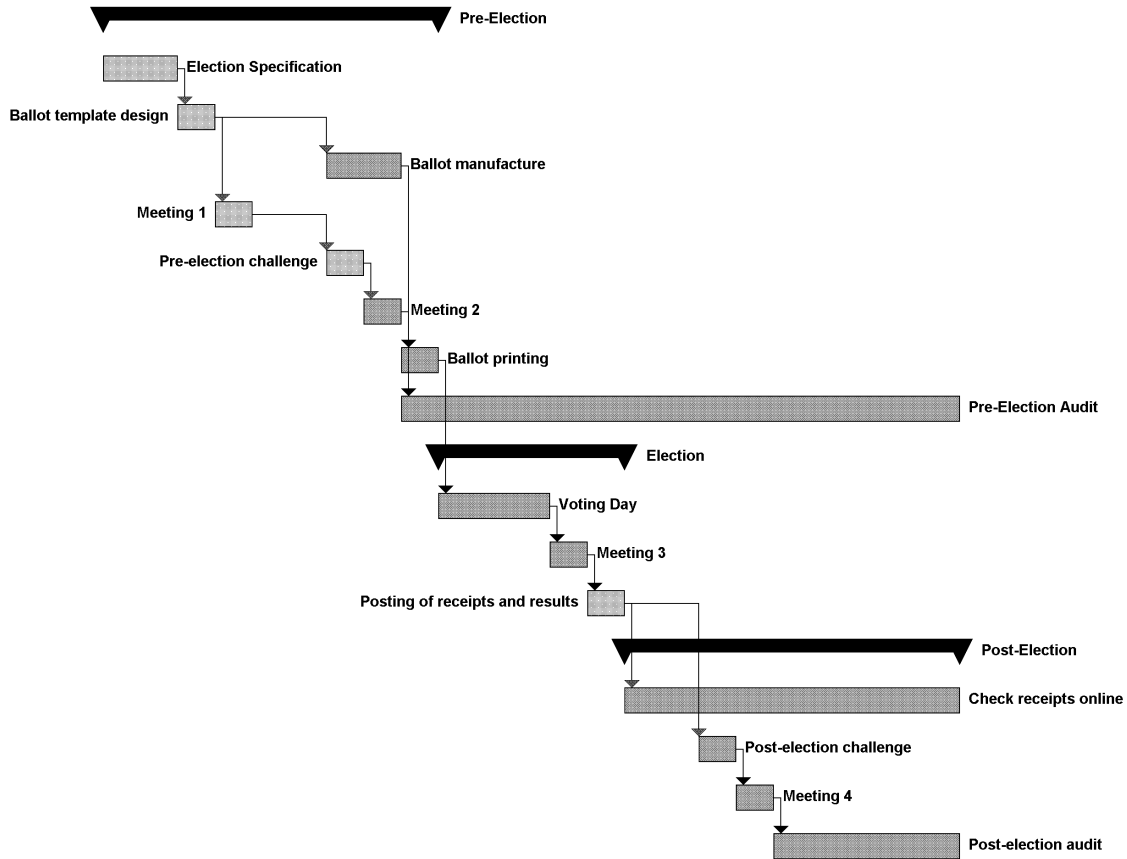 Pre-Election
Election Specification
Ballot template design
Ballot manufacture
Meeting 1
Pre-election challenge
Meeting 2
Ballot printing
Pre-Election Audit
Election
Voting Day
Meeting 3
Posting of receipts and results
Post-Election
Check receipts online
Post-election challenge
Meeting 4
Post-election audit